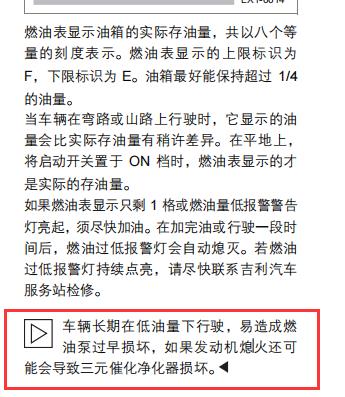 燃油表显示油箱的实际存油量，共以八个等
量的刻度表示。燃油表显示的上限标识为
F，下限标识为 E。油箱最好能保持超过 1/4
的油量。
当车辆在弯路或山路上行驶时，它显示的油
量会比实际存油量有稍许差异。在平地上，
将启动开关置于 ON 档时，燃油表显示的才
是实际的存油量。
如果燃油表显示只剩 1 格或燃油量低报警警告
灯亮起，须尽快加油。在加完油或行驶一段时
间后，燃油过低报警灯会自动熄灭。若燃油
过低报警灯持续点亮，请尽快联系吉利汽车
服务站检修。
车辆长期在低油量下行驶，易造成燃
油泵过早损坏，如果发动机熄火还可
能会导致三元催化净化器损坏。◀